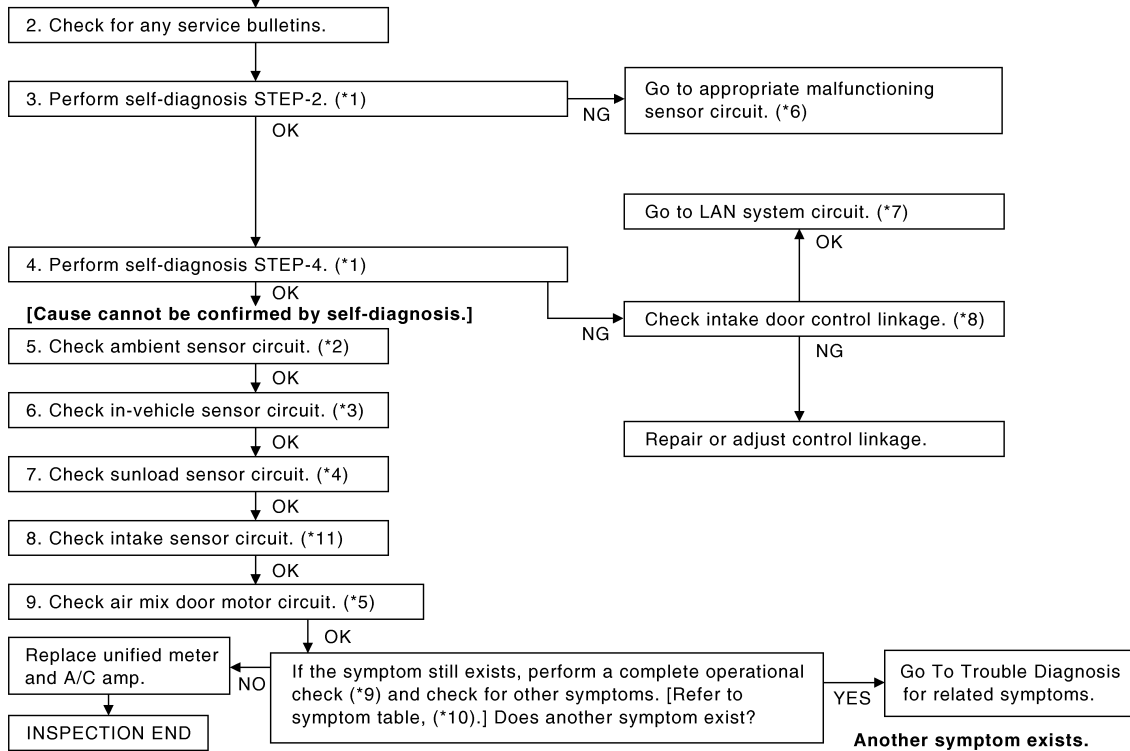 2. Check for any service bulletins.
3. Perform self-diagnosis STEP-2. (*1)
NG
Go to appropriate malfunctioning
sensor circuit. (*6)
OK
Go to LAN system circuit. (*7)
OK
4. Perform self-diagnosis STEP-4. (*1)
OK
[Cause cannot be confirmed by self-diagnosis.]
NG
Check intake door control linkage. (*8)
NG
Repair or adjust control linkage.
5. Check ambient sensor circuit. (*2)
OK
6. Check in-vehicle sensor circuit. (*3)
OK
7. Check sunload sensor circuit. (*4)
OK
8. Check intake sensor circuit. (*11)
OK
9. Check air mix door motor circuit. (*5)
OK
Replace unified meter
and A/C amp.
NO
INSPECTION END
If the symptom still exists, perform a complete operational
check (*9) and check for other symptoms. [Refer to
symptom table, (*10).] Does another symptom exist?
YES
Go To Trouble Diagnosis
for related symptoms.
Another symptom exists.